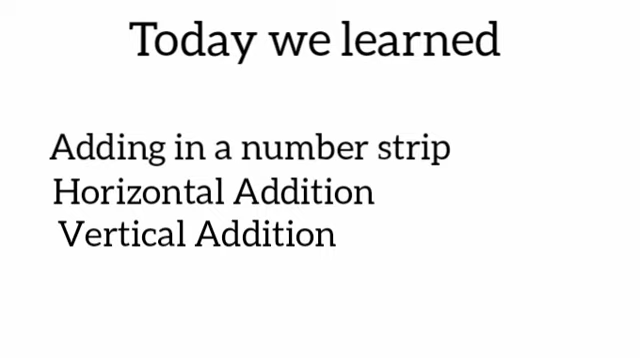 Today we learned
Adding in a number strip
Horizontal Addition
Vertical Addition